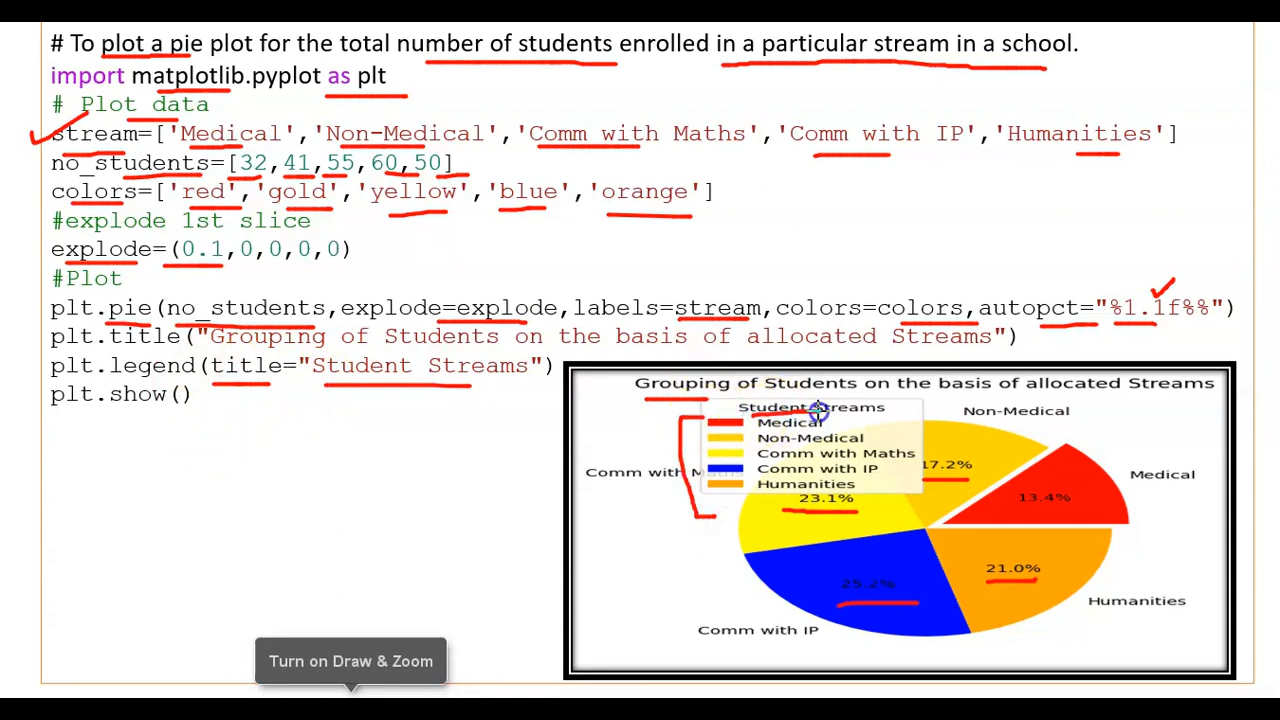 # To plot a pie plot for the total number of students enrolled in a particular stream in a school.
import matplotlib.pyplot as plt
# Plot data
stream=['Medical','Non-Medical','Comm with Maths','Comm with IP','Humanities']
no_students=[32,41,55,60,50]
colors=['red','gold','yellow','blue','orange']
#explode 1st slice
explode=(0.1,0,0,0,0)
#Plot
plt.pie(no_students,explode=explode,labels=stream,colors=colors,autopct="%1.1f%%")
plt.title("Grouping of Students on the basis of allocated Streams")
plt.legend(title="Student Streams")
plt.show()
Grouping of Students on the basis of allocated Streams
Student Streams
Medical
Non-Medical
Comm with Maths
Comm with IP
Humanities
Non-Medical
17.2%
Medical
13.4%
Comm with Maths
23.1%
Comm with IP
25.2%
Humanities
21.0%
Turn on Draw & Zoom